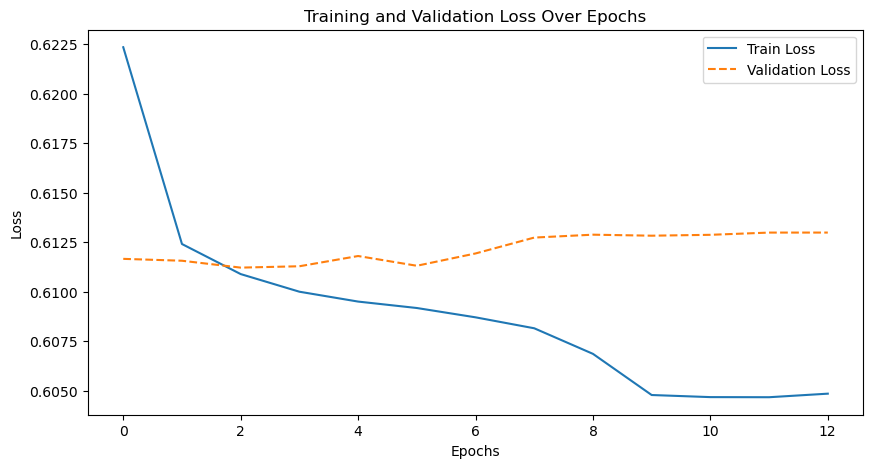 Training and Validation Loss Over Epochs
Train Loss
Validation Loss
Loss
0.6225
0.6200
0.6175
0.6150
0.6125
0.6100
0.6075
0.6050
0 2 4 6 8 10 12
Epochs